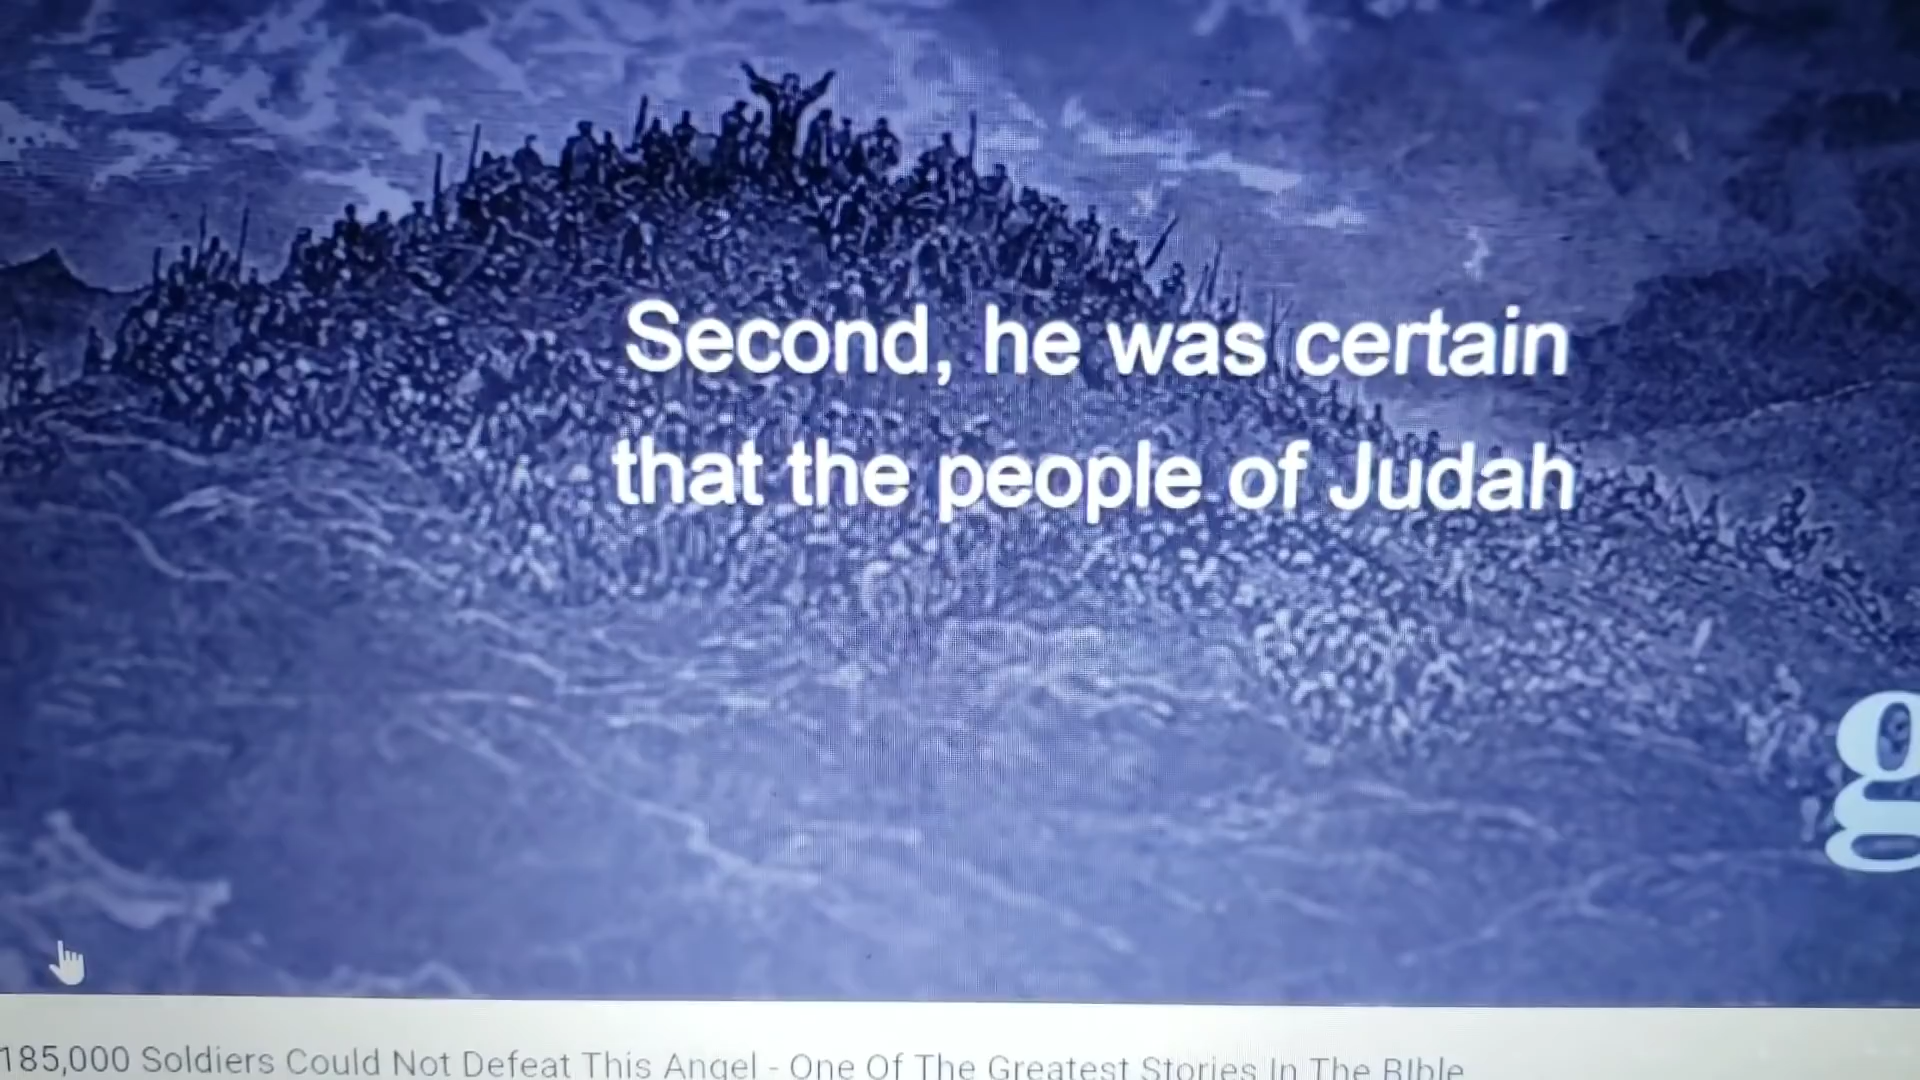 Second, he was certain
that the people of Judah
g
185,000 Soldiers Could Not Defeat This Angel - One Of The Greatest Stories In The BIble